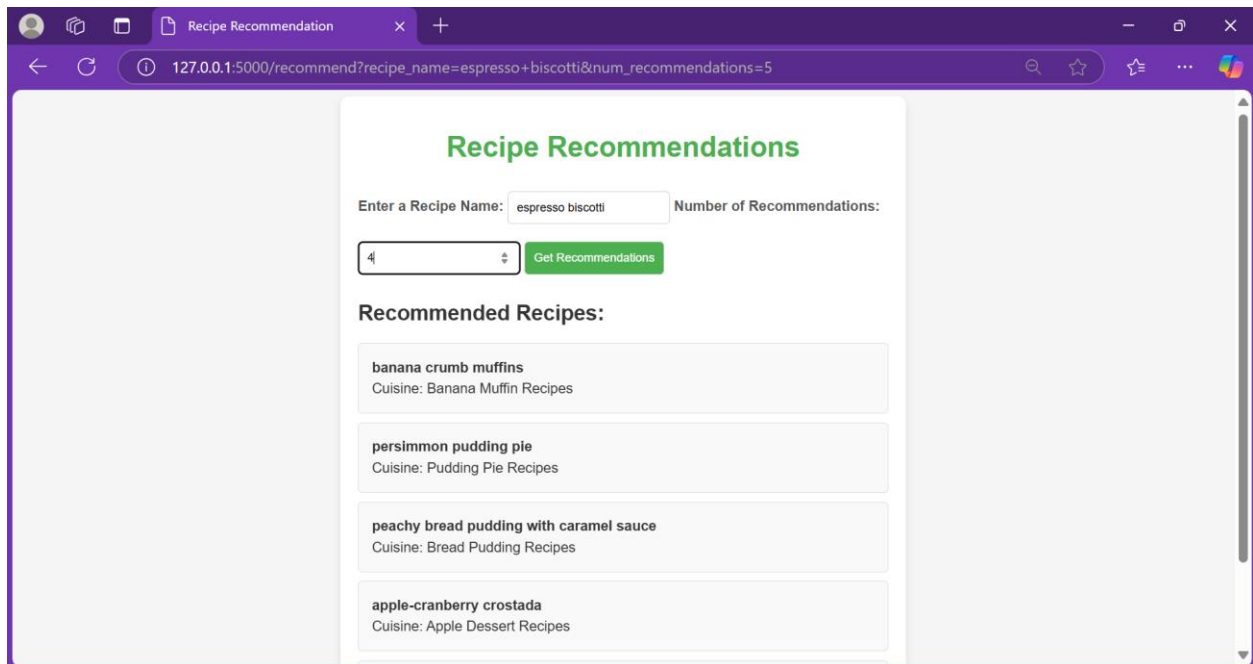 Recipe Recommendation
127.0.0.1:5000/recommend?recipe_name=espresso+biscotti&num_recommendations=5
Recipe Recommendations
Enter a Recipe Name: espresso biscotti Number of Recommendations:
4 Get Recommendations
Recommended Recipes:
banana crumb muffins
Cuisine: Banana Muffin Recipes
persimmon pudding pie
Cuisine: Pudding Pie Recipes
peachy bread pudding with caramel sauce
Cuisine: Bread Pudding Recipes
apple-cranberry crostada
Cuisine: Apple Dessert Recipes